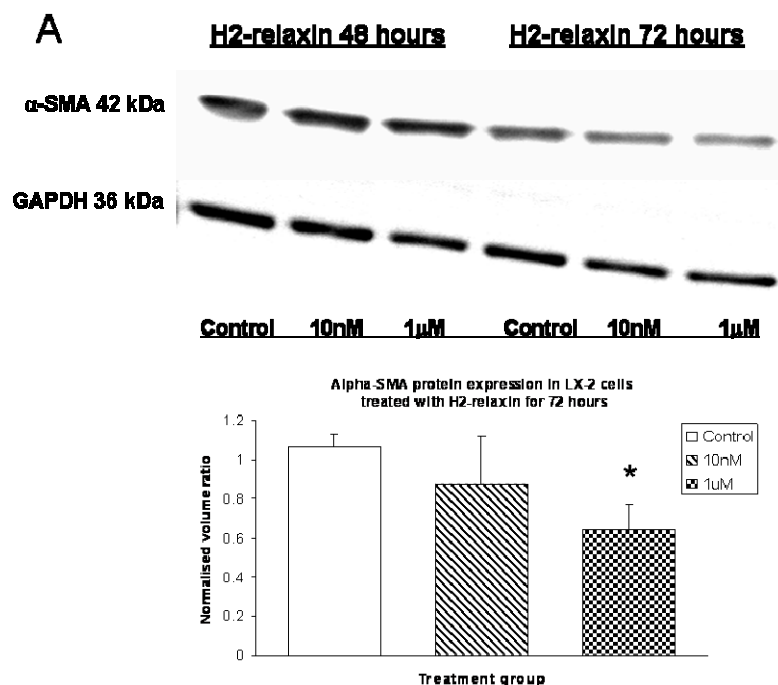 A
H2-relaxin 48 hours H2-relaxin 72 hours
α-SMA 42 kDa
GAPDH 36 kDa
Control 10nM 1µM Control 10nM 1µM
Alpha-SMA protein expression in LX-2 cells
treated with H2-relaxin for 72 hours
1.2
1
0.8
0.6
0.4
0.2
0
Normalised volume ratio
*
Control
10nM
1uM
Treatment group